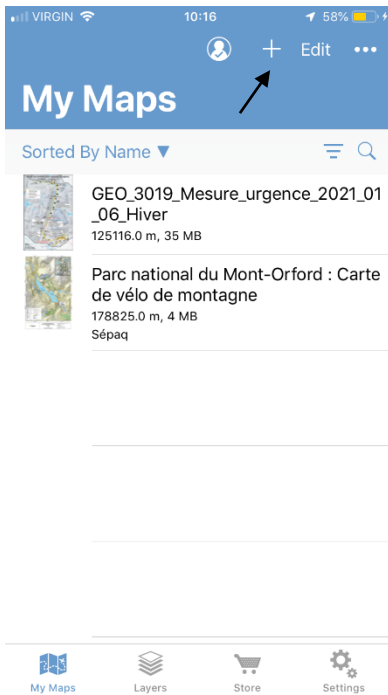 VIRGIN 10:16 58%
Edit
My Maps
Sorted By Name ▼
GEO_3019_Mesure_urgence_2021_01
_06_Hiver
125116.0 m, 35 MB
Parc national du Mont-Orford : Carte
de vélo de montagne
178825.0 m, 4 MB
Sépaq
My Maps Layers Store Settings